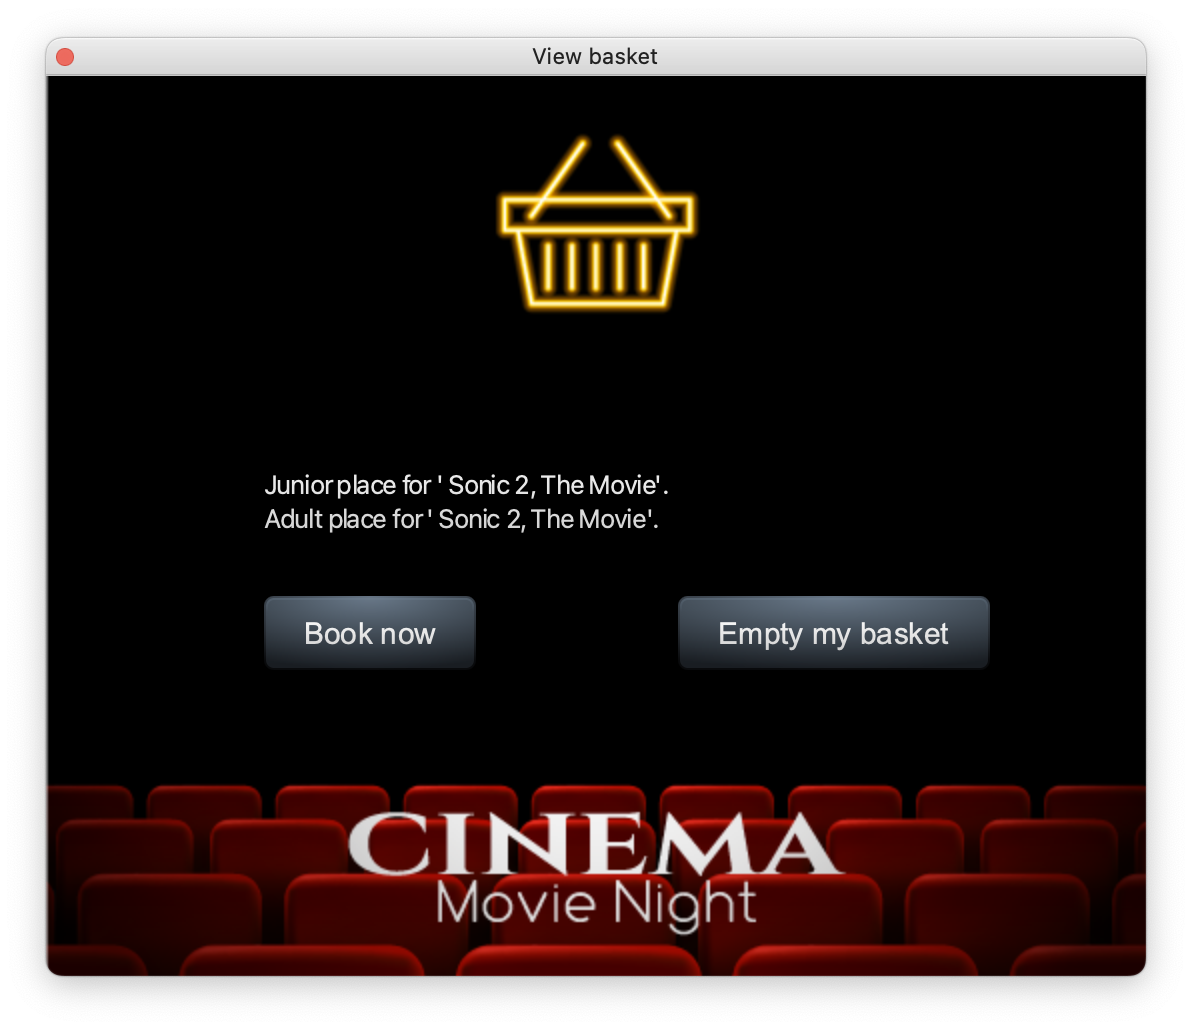 View basket
Junior place for ' Sonic 2, The Movie'.
Adult place for ' Sonic 2, The Movie'.
Book now
Empty my basket
CINEMA
Movie Night